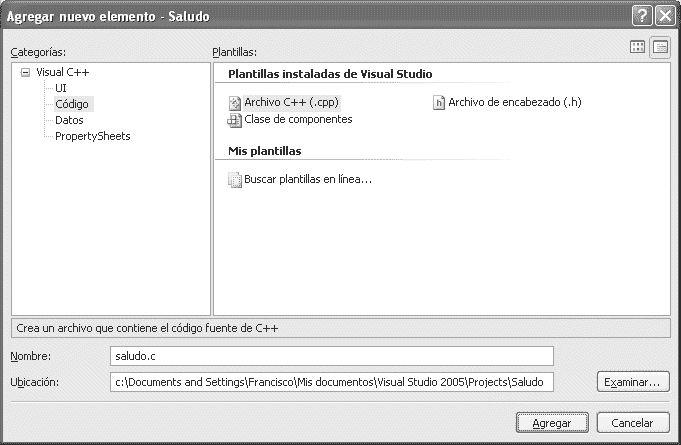 Agregar nuevo elemento - Saludo
Categorías:
Visual C++
UI
Código
Datos
PropertySheets
Plantillas:
Plantillas instaladas de Visual Studio
Archivo C++ (.cpp)
Archivo de encabezado (.h)
Clase de componentes
Mis plantillas
Buscar plantillas en línea...
Crea un archivo que contiene el código fuente de C++
Nombre:
saludo.c
Ubicación:
c:\Documents and Settings\Francisco\Mis documentos\Visual Studio 2005\Projects\Saludo
Examinar...
Agregar
Cancelar